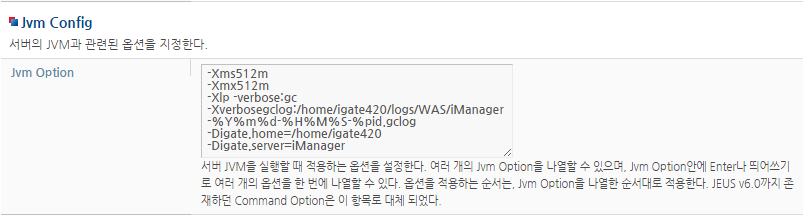 Jvm Config
서버의 JVM과 관련된 옵션을 지정한다.
Jvm Option
-Xms512m
-Xmx512m
-Xlp -verbose:gc
-Xverbosegclog:/home/igate420/logs/WAS/iManager
-%Y%m%d-%H%M%S-%pid.gclog
-Digate.home=/home/igate420
-Digate.server=iManager
서버 JVM을 실행할 때 적용하는 옵션을 설정한다. 여러 개의 Jvm Option을 나열할 수 있으며, Jvm Option안에 Enter나 띄어쓰기
로 여러 개의 옵션을 한 번에 나열할 수 있다. 옵션을 적용하는 순서는, Jvm Option을 나열한 순서대로 적용한다. JEUS v6.0까지 존
재하던 Command Option은 이 항목로 대체 되었다.